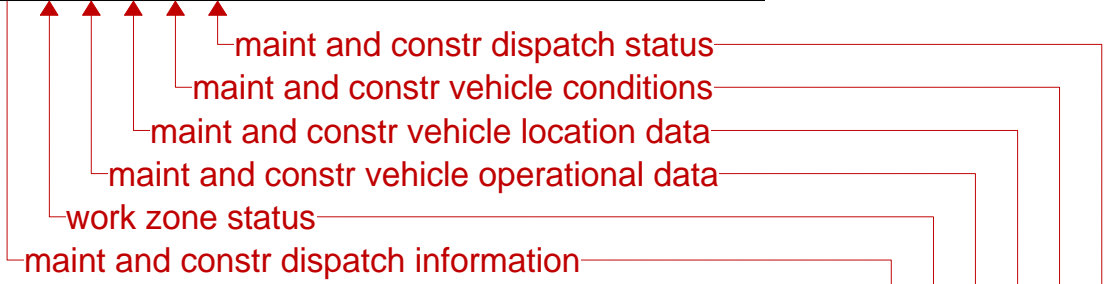 maint and constr dispatch status
maint and constr vehicle conditions
maint and constr vehicle location data
maint and constr vehicle operational data
work zone status
maint and constr dispatch information